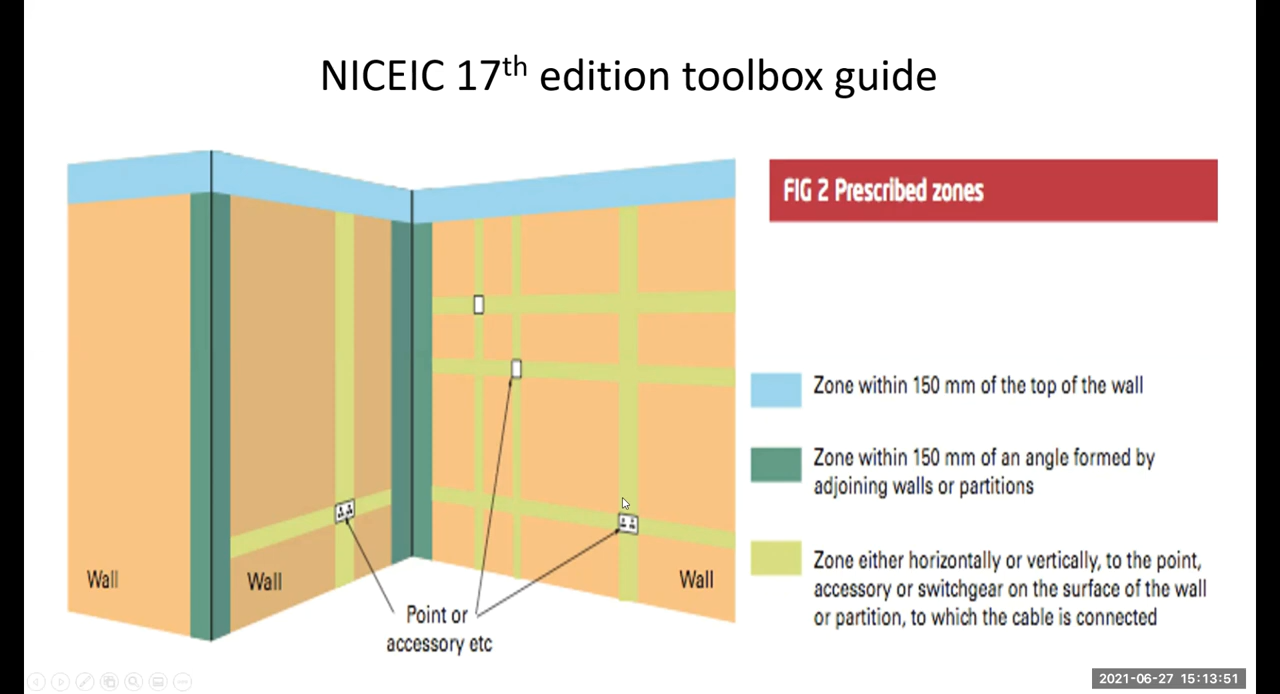 NICEIC 17th edition toolbox guide
FIG 2 Prescribed zones
Zone within 150 mm of the top of the wall
Zone within 150 mm of an angle formed by
adjoining walls or partitions
Zone either horizontally or vertically, to the point,
accessory or switchgear on the surface of the wall
or partition, to which the cable is connected
Wall
Wall
Wall
Point or
accessory etc
2021-06-27 15:13:51